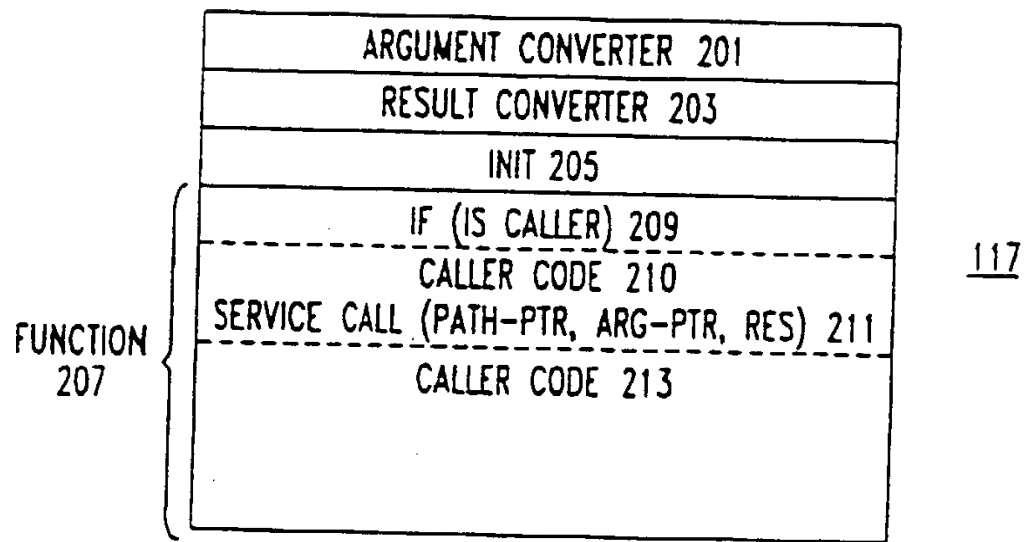 ARGUMENT CONVERTER 201
RESULT CONVERTER 203
INIT 205
IF (IS CALLER) 209
CALLER CODE 210
SERVICE CALL (PATH-PTR, ARG-PTR, RES) 211
CALLER CODE 213
FUNCTION
207
117